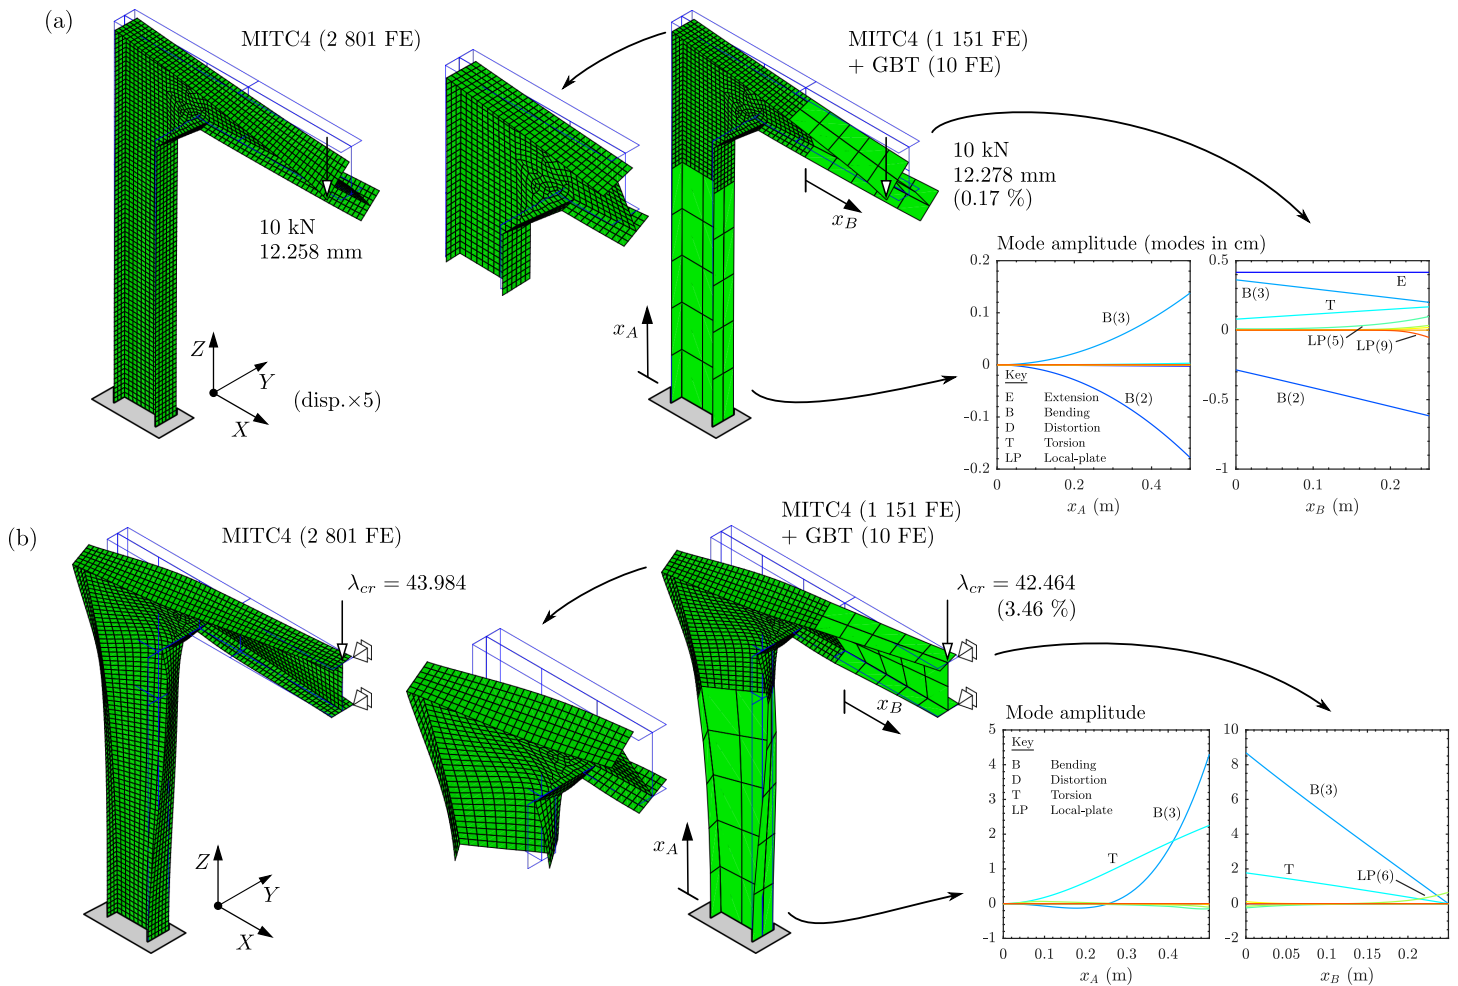 (a)
MITC4 (2 801 FE)
10 kN
12.258 mm
Z
Y
X
(disp.×5)
MITC4 (1 151 FE)
+ GBT (10 FE)
10 kN
12.278 mm
(0.17 %)
x_B
x_A
Mode amplitude (modes in cm)
0.2
0.1
0
-0.1
-0.2
0
0.2
0.4
x_A (m)
B(3)
B(2)
Key
E Extension
B Bending
D Distortion
T Torsion
LP Local-plate
0.5
0
-0.5
-1
0
0.1
0.2
x_B (m)
E
B(3)
T
LP(5)
LP(9)
B(2)
(b)
MITC4 (2 801 FE)
λ_cr = 43.984
Z
Y
X
MITC4 (1 151 FE)
+ GBT (10 FE)
λ_cr = 42.464
(3.46 %)
x_B
x_A
Mode amplitude
5
4
3
2
1
0
-1
0
0.1
0.2
0.3
0.4
0.5
x_A (m)
Key
B Bending
D Distortion
T Torsion
LP Local-plate
B(3)
T
10
8
6
4
2
0
-2
0
0.05
0.1
0.15
0.2
x_B (m)
B(3)
T
LP(6)